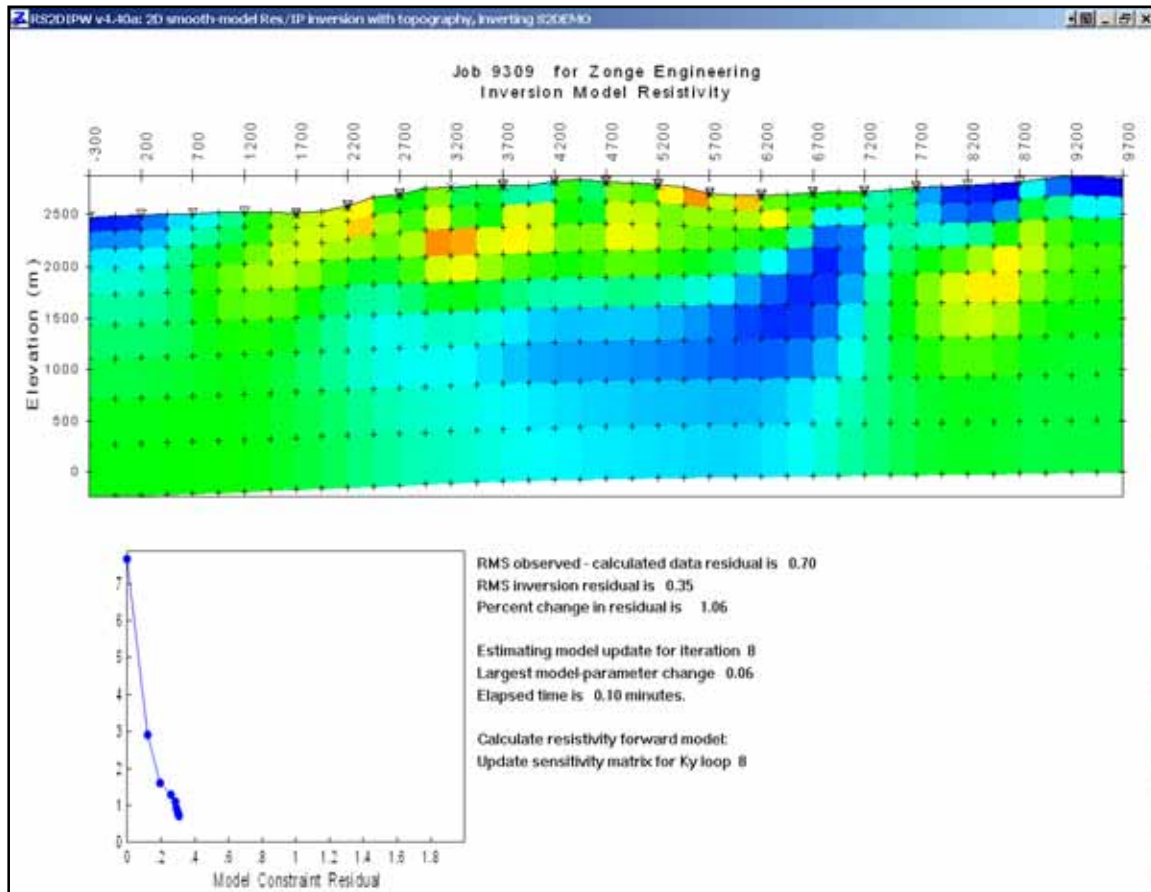 RS2DIPW v4.40a: 2D smooth-model Res/IP inversion with topography, inverting S2DEMO
Job 9309 for Zonge Engineering
Inversion Model Resistivity
-300 200 700 1200 1700 2200 2700 3200 3700 4200 4700 5200 5700 6200 6700 7200 7700 8200 8700 9200 9700
Elevation (m)
2500
2000
1500
1000
500
0
RMS observed - calculated data residual is 0.70
RMS inversion residual is 0.35
Percent change in residual is 1.06
Estimating model update for iteration 8
Largest model-parameter change 0.06
Elapsed time is 0.10 minutes.
Calculate resistivity forward model:
Update sensitivity matrix for Ky loop 8
7
6
5
4
3
2
1
0
0 .2 .4 .6 .8 1 1.2 1.4 1.6 1.8
Model Constraint Residual